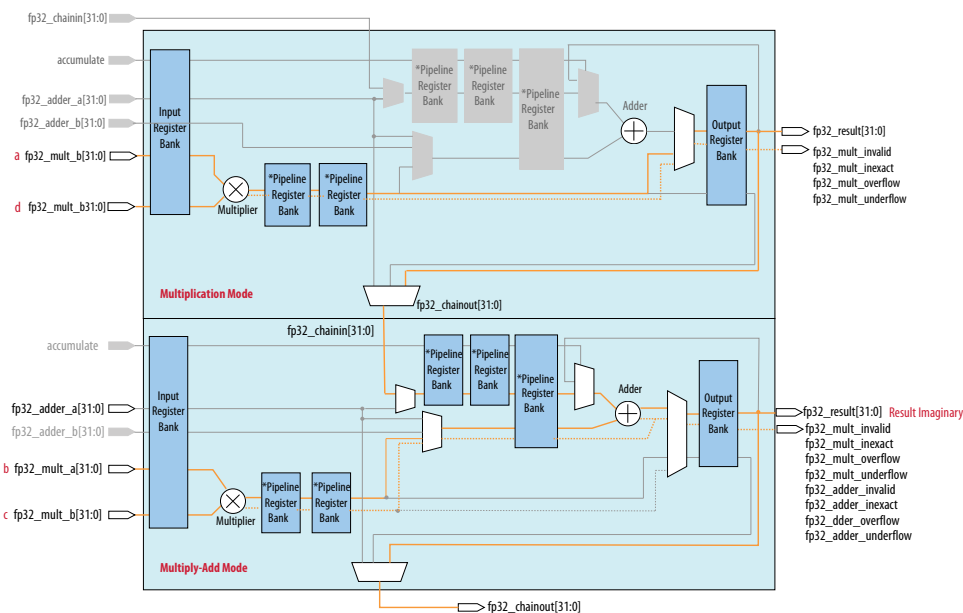 fp32_chainin[31:0]
accumulate
fp32_adder_a[31:0]
fp32_adder_b[31:0]
a fp32_mult_b[31:0]
d fp32_mult_b31:0]
Input
Register
Bank
Multiplier
*Pipeline
Register
Bank
*Pipeline
Register
Bank
*Pipeline
Register
Bank
*Pipeline
Register
Bank
*Pipeline
Register
Bank
Adder
Output
Register
Bank
fp32_result[31:0]
fp32_mult_invalid
fp32_mult_inexact
fp32_mult_overflow
fp32_mult_underflow
Multiplication Mode
fp32_chainout[31:0]
fp32_chainin[31:0]
accumulate
fp32_adder_a[31:0]
fp32_adder_b[31:0]
b fp32_mult_a[31:0]
c fp32_mult_b[31:0]
Input
Register
Bank
Multiplier
*Pipeline
Register
Bank
*Pipeline
Register
Bank
*Pipeline
Register
Bank
*Pipeline
Register
Bank
*Pipeline
Register
Bank
Adder
Output
Register
Bank
fp32_result[31:0] Result Imaginary
fp32_mult_invalid
fp32_mult_inexact
fp32_mult_overflow
fp32_mult_underflow
fp32_adder_invalid
fp32_adder_inexact
fp32_dder_overflow
fp32_adder_underflow
Multiply-Add Mode
fp32_chainout[31:0]